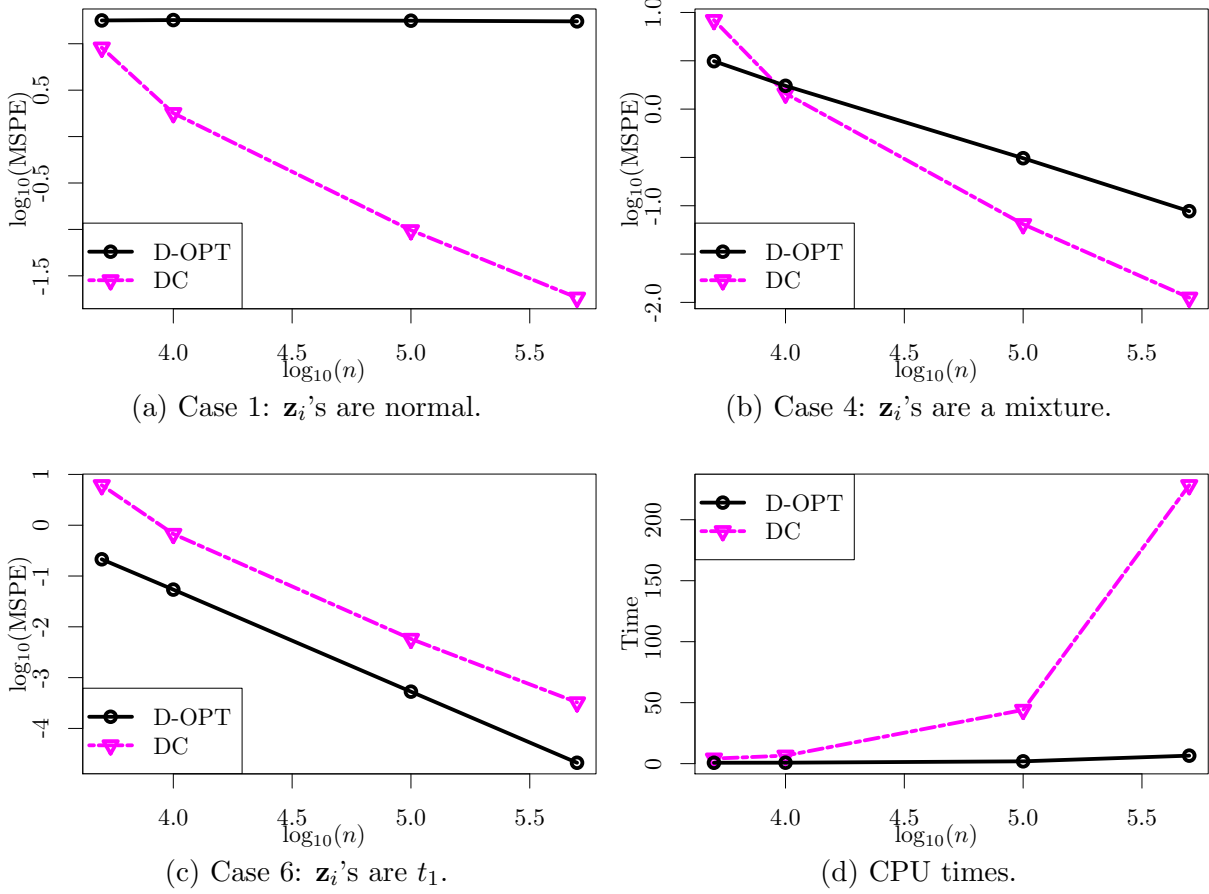 log10(MSPE)
0.5
-0.5
-1.5
D-OPT
DC
4.0 4.5 5.0 5.5
log10(n)
(a) Case 1: zi's are normal.
log10(MSPE)
1.0
0.0
-1.0
-2.0
D-OPT
DC
4.0 4.5 5.0 5.5
log10(n)
(b) Case 4: zi's are a mixture.
log10(MSPE)
1
0
-1
-2
-3
-4
D-OPT
DC
4.0 4.5 5.0 5.5
log10(n)
(c) Case 6: zi's are t1.
Time
200
150
100
50
0
D-OPT
DC
4.0 4.5 5.0 5.5
log10(n)
(d) CPU times.